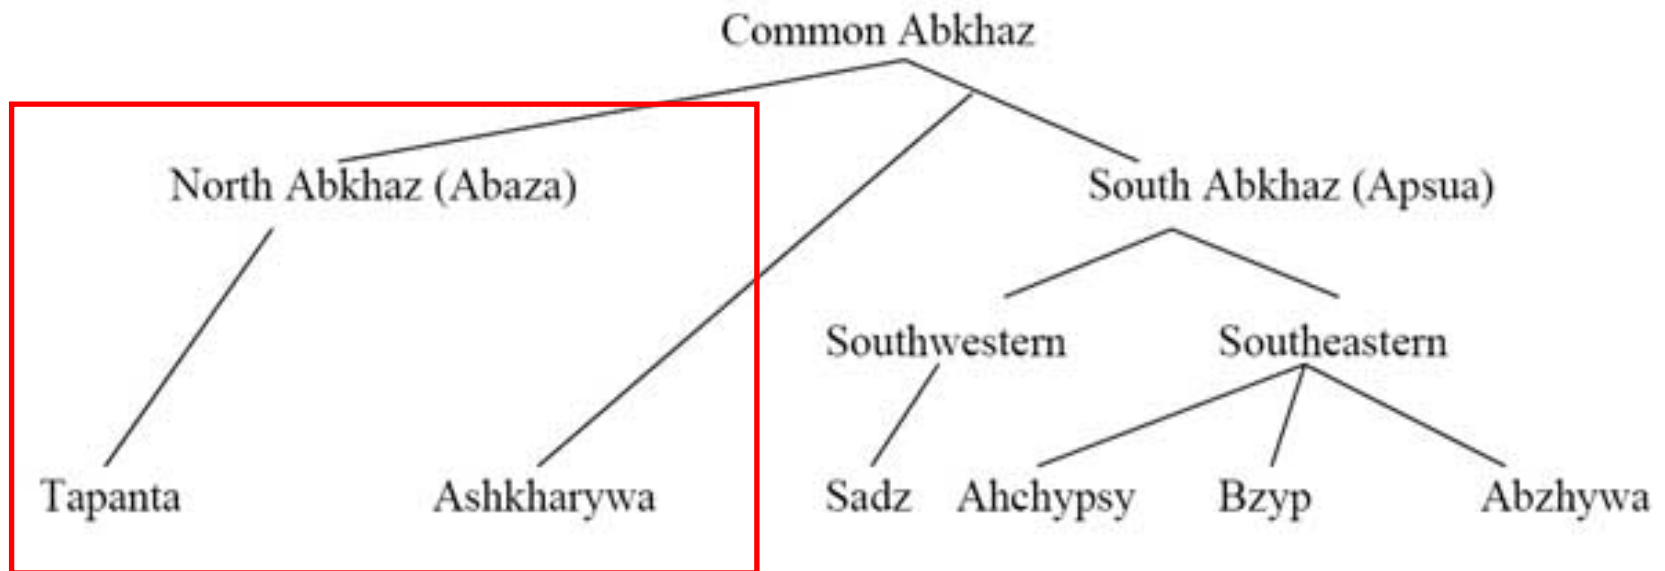 Common Abkhaz
North Abkhaz (Abaza) South Abkhaz (Apsua)
Southwestern Southeastern
Tapanta Ashkharywa Sadz Ahchypsy Bzyp Abzhywa